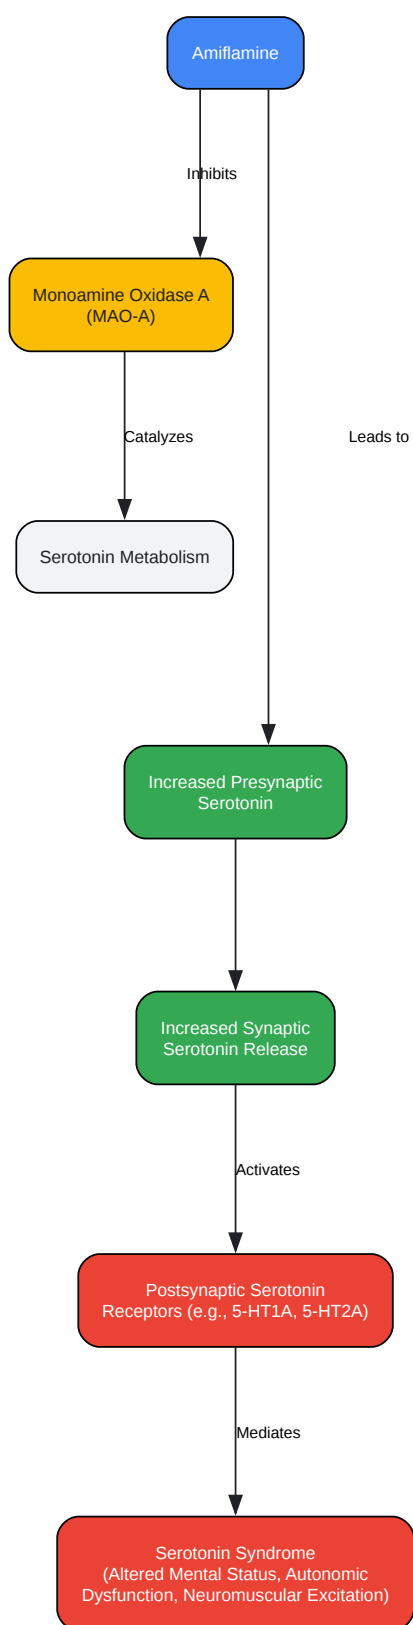 Amiflamine
Inhibits
Monoamine Oxidase A
(MAO-A)
Catalyzes
Leads to
Serotonin Metabolism
Increased Presynaptic
Serotonin
Increased Synaptic
Serotonin Release
Activates
Postsynaptic Serotonin
Receptors (e.g., 5-HT1A, 5-HT2A)
Mediates
Serotonin Syndrome
(Altered Mental Status, Autonomic
Dysfunction, Neuromuscular Excitation)